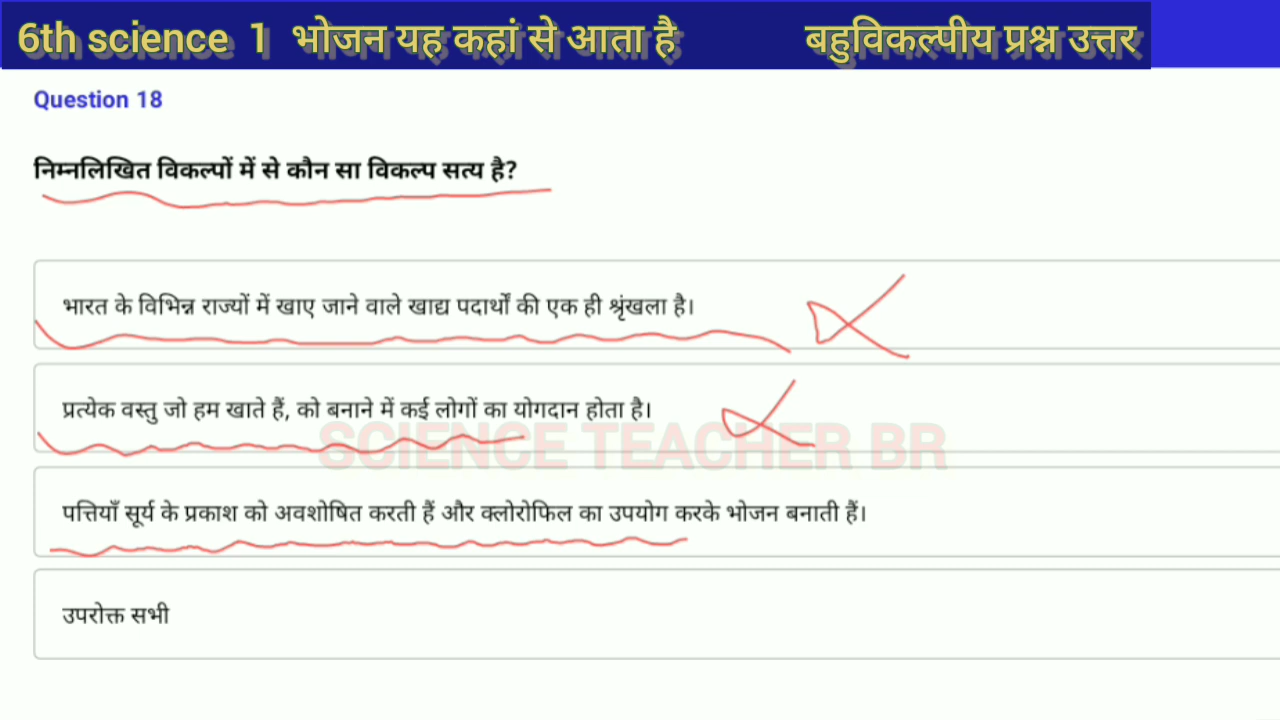 6th science 1 भोजन यह कहां से आता है बहुविकल्पीय प्रश्न उत्तर
Question 18
निम्नलिखित विकल्पों में से कौन सा विकल्प सत्य है?
भारत के विभिन्न राज्यों में खाए जाने वाले खाद्य पदार्थों की एक ही श्रृंखला है।
प्रत्येक वस्तु जो हम खाते हैं, को बनाने में कई लोगों का योगदान होता है।
SCIENCE TEACHER BR
पत्तियाँ सूर्य के प्रकाश को अवशोषित करती हैं और क्लोरोफिल का उपयोग करके भोजन बनाती हैं।
उपरोक्त सभी